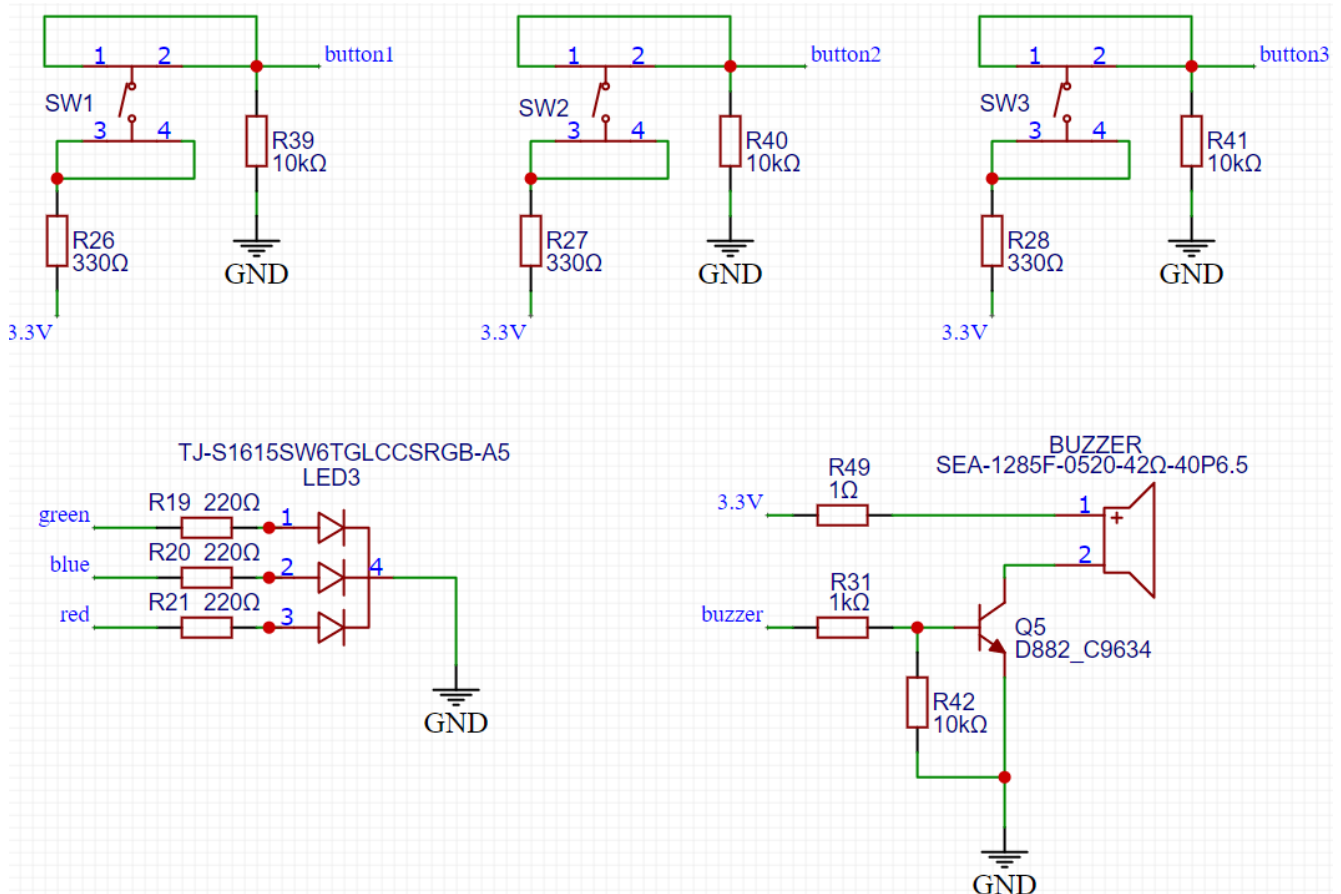 1 2
button1
SW1
3 4
R39
10kΩ
R26
330Ω
GND
3.3V
1 2
button2
SW2
3 4
R40
10kΩ
R27
330Ω
GND
3.3V
1 2
button3
SW3
3 4
R41
10kΩ
R28
330Ω
GND
3.3V
TJ-S1615SW6TGLCCSRGB-A5
LED3
green
R19 220Ω
1
blue
R20 220Ω
2
4
red
R21 220Ω
3
GND
BUZZER
SEA-1285F-0520-42Ω-40P6.5
R49
1Ω
3.3V
1
+
2
R31
1kΩ
buzzer
Q5
D882_C9634
R42
10kΩ
GND